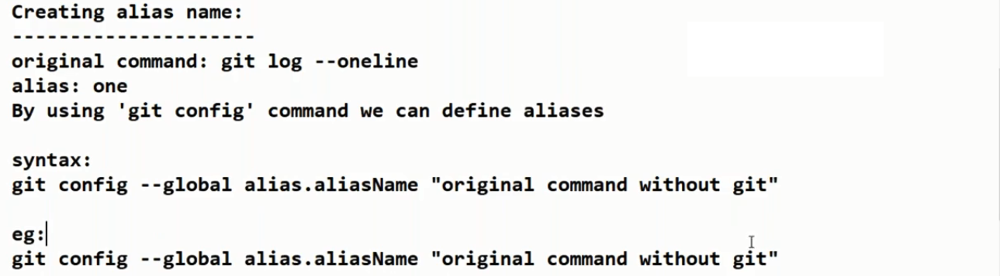 Creating alias name:
---------------------
original command: git log --oneline
alias: one
By using 'git config' command we can define aliases
syntax:
git config --global alias.aliasName "original command without git"
eg:
git config --global alias.aliasName "original command without git"